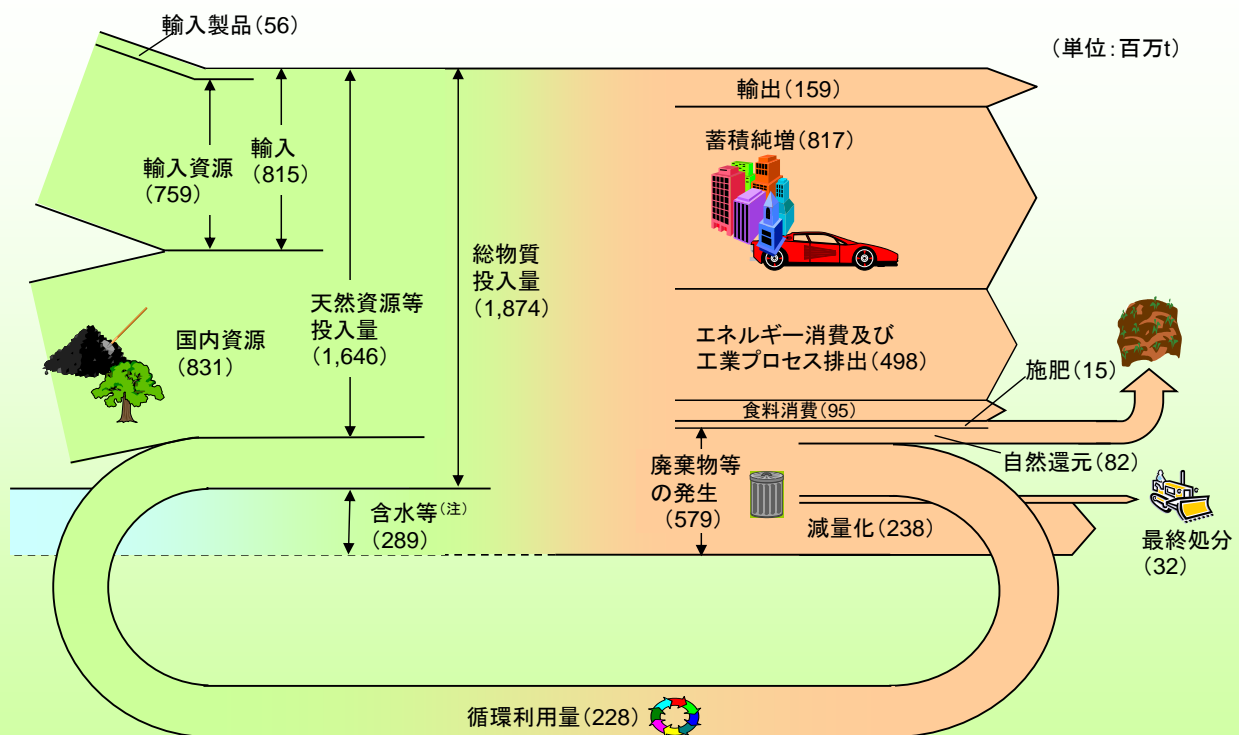 輸入製品(56)
(単位:百万t)
輸出(159)
蓄積純増(817)
輸入
(815)
輸入資源
(759)
総物質
投入量
(1,874)
天然資源等
投入量
(1,646)
国内資源
(831)
エネルギー消費及び
工業プロセス排出(498)
施肥(15)
食料消費(95)
自然還元(82)
廃棄物等
の発生
(579)
含水等(注)
(289)
減量化(238)
最終処分
(32)
循環利用量(228)